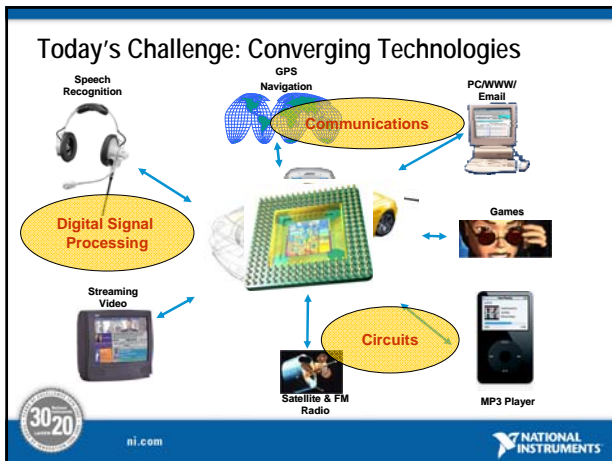 Today's Challenge: Converging Technologies
Speech
Recognition
GPS
Navigation
PC/WWW/
Email
Communications
Digital Signal
Processing
Games
Streaming
Video
Circuits
Satellite & FM
Radio
MP3 Player
30 20
ni.com
NATIONAL
INSTRUMENTS